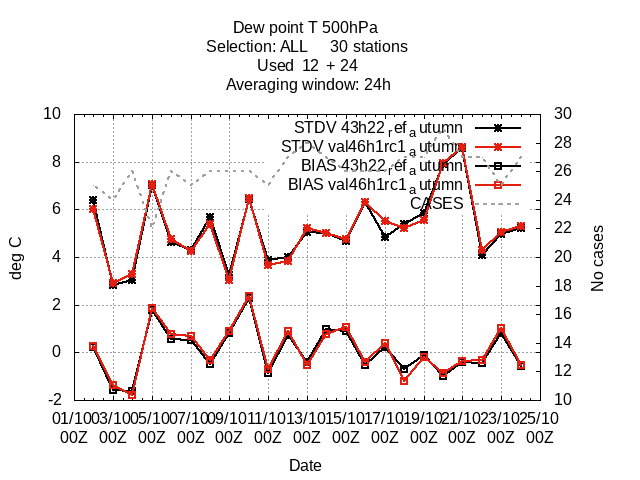 Dew point T 500hPa
Selection: ALL 30 stations
Used 12 + 24
Averaging window: 24h
10 30
STDV 43h22refautumn
28
STDV val46h1rc1autumn
8 26
BIAS 43h22refautumn
BIAS val46h1rc1autumn
24
CASES
6 22
deg C
4 20
No cases
18
2 16
14
0 12
-2 10
01/10 03/10 05/10 07/10 09/10 11/10 13/10 15/10 17/10 19/10 21/10 23/10 25/10
00Z 00Z 00Z 00Z 00Z 00Z 00Z 00Z 00Z 00Z 00Z 00Z 00Z
Date